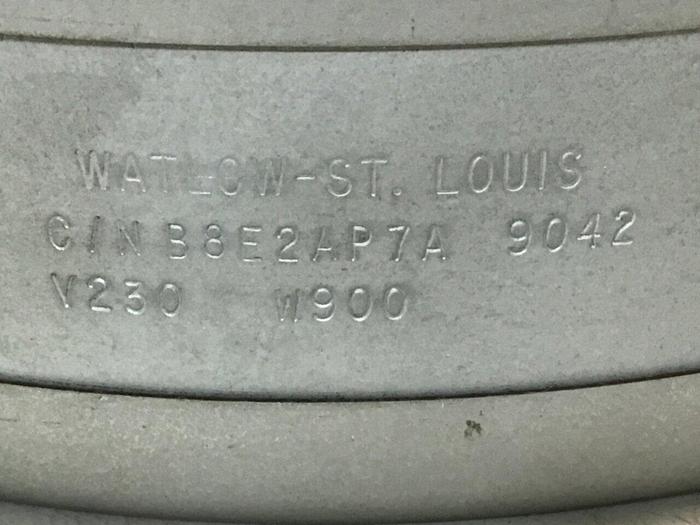 WATLOW-ST. LOUIS
C/N B8E2AP7A 9042
V230 W900